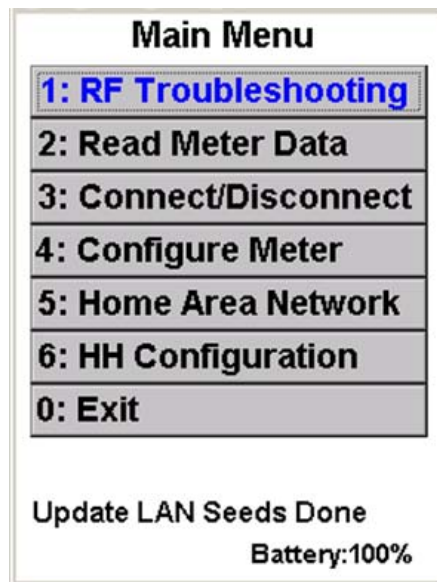 Main Menu
1: RF Troubleshooting
2: Read Meter Data
3: Connect/Disconnect
4: Configure Meter
5: Home Area Network
6: HH Configuration
0: Exit
Update LAN Seeds Done
Battery:100%